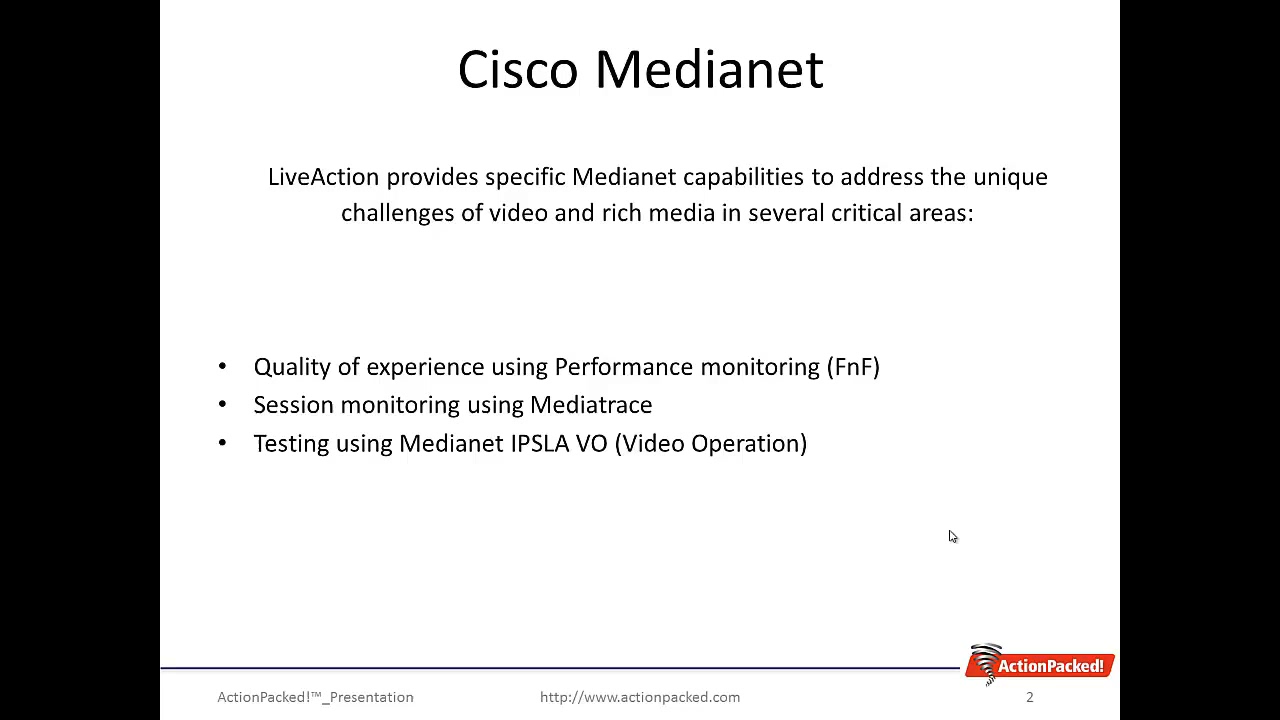 Cisco Medianet
LiveAction provides specific Medianet capabilities to address the unique
challenges of video and rich media in several critical areas:
• Quality of experience using Performance monitoring (FnF)
• Session monitoring using Mediatrace
• Testing using Medianet IPSLA VO (Video Operation)
ActionPacked!
ActionPacked!™_Presentation
http://www.actionpacked.com
2